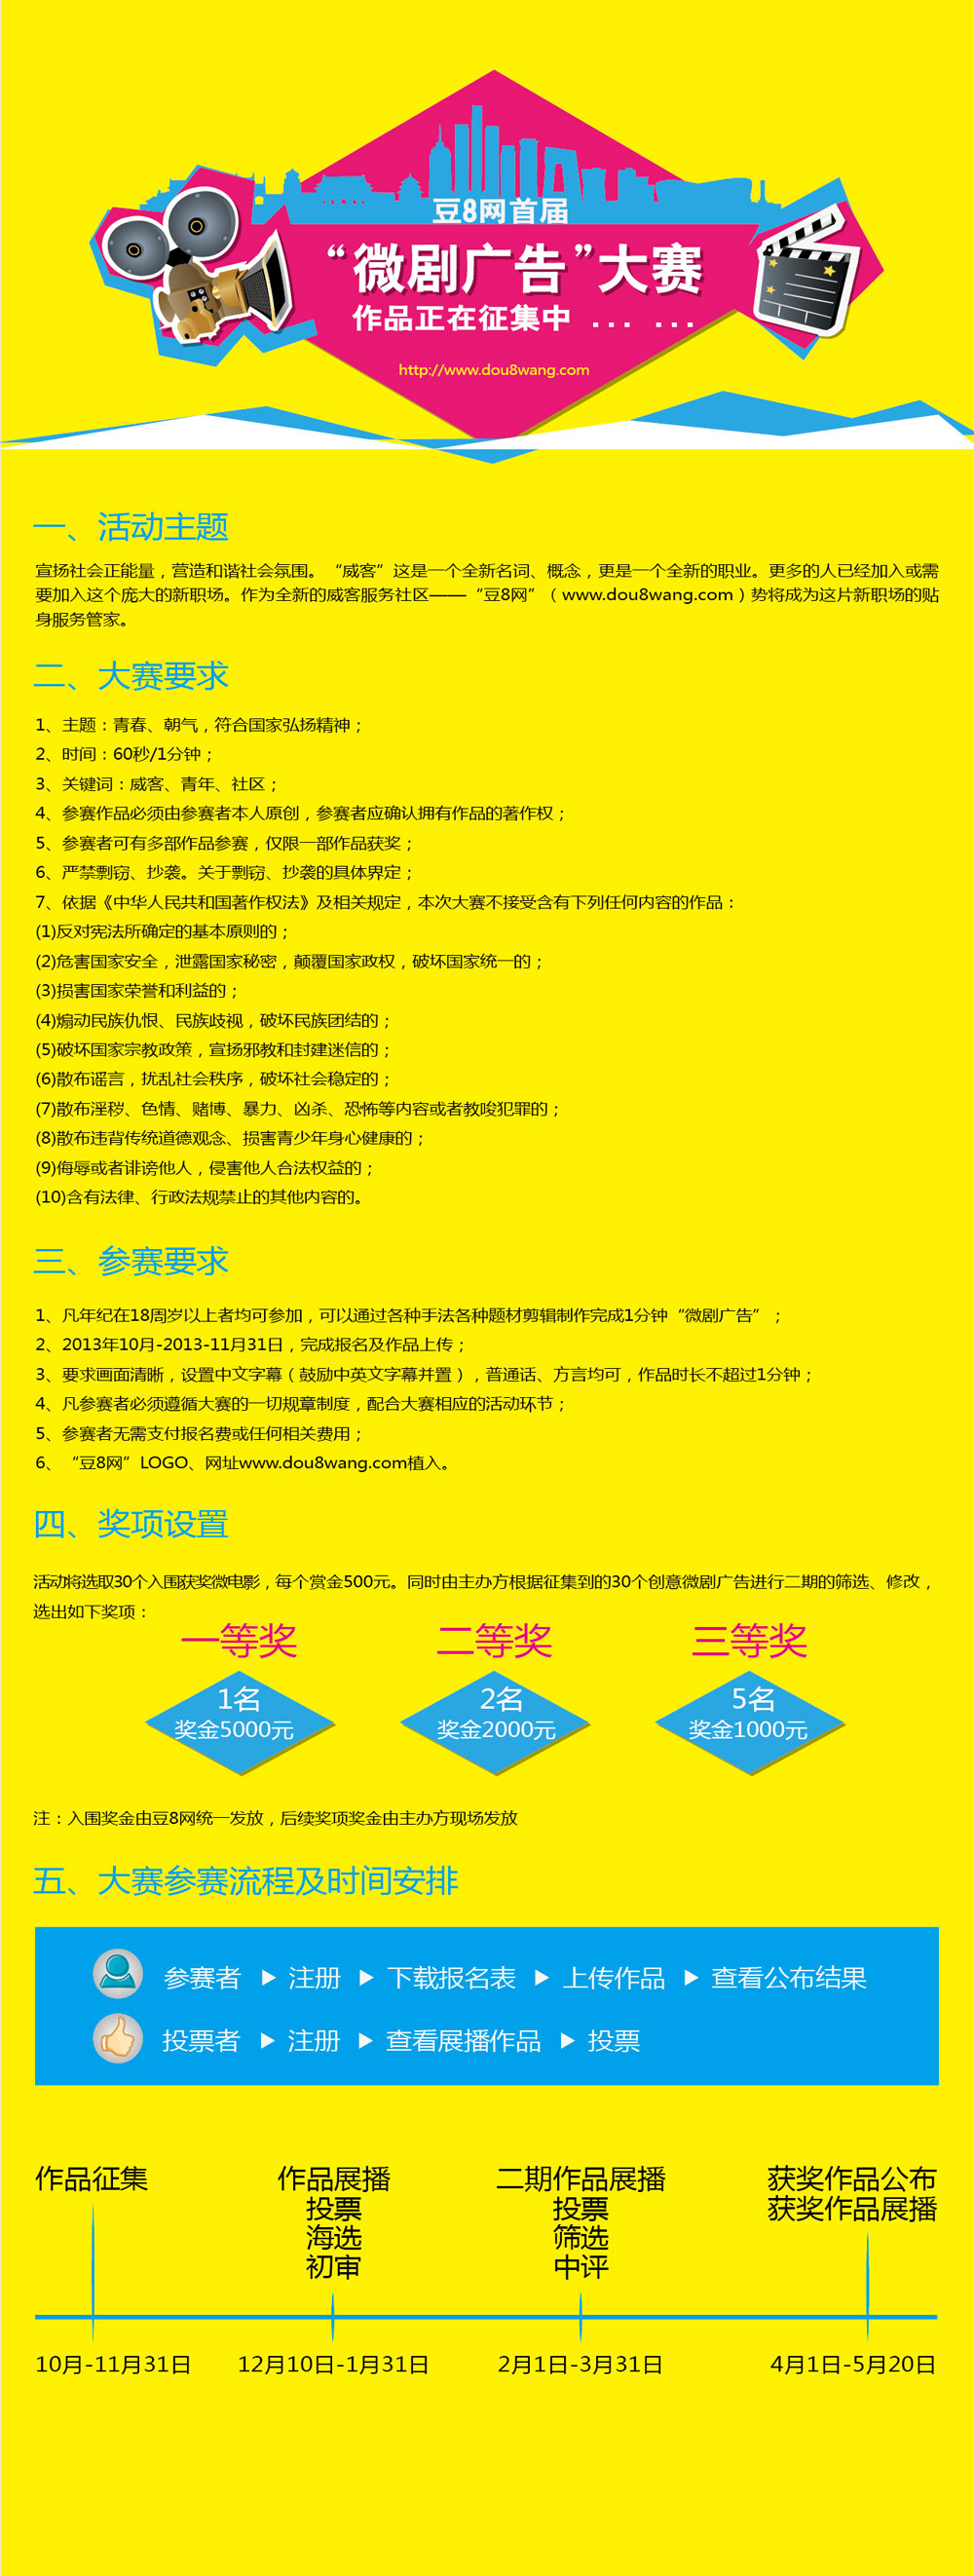 豆8网首届
“微剧广告”大赛
作品正在征集中 ... ...
http://www.dou8wang.com
一、活动主题
宣场社会正能量，营造和谐社会氛围。“威客”这是一个全新名词、概念，更是一个全新的职业。更多的人已经加入或需
要加入这个庞大的新职场。作为全新的威客服务社区——“豆8网”（www.dou8wang.com）势将成为这片新职场的贴
身服务管家。
二、大赛要求
1、主题：青春、朝气，符合国家弘扬精神；
2、时间：60秒/1分钟；
3、关键词：威客、青年、社区；
4、参赛作品必须由参赛者本人原创，参赛者应确认拥有作品的著作权；
5、参赛者可有多部作品参赛，仅限一部作品获奖；
6、严禁剽窃、抄袭。关于剽窃、抄袭的具体界定；
7、依据《中华人民共和国著作权法》及相关规定，本次大赛不接受含有下列任何内容的作品：
(1)反对宪法所确定的基本原则的；
(2)危害国家安全，泄露国家秘密，颠覆国家政权，破坏国家统一的；
(3)损害国家荣誉和利益的；
(4)煽动民族仇恨、民族歧视，破坏民族团结的；
(5)破坏国家宗教政策，宣扬邪教和封建迷信的；
(6)散布谣言，扰乱社会秩序，破坏社会稳定的；
(7)散布淫秽、色情、赌博、暴力、凶杀、恐怖等内容或者教唆犯罪的；
(8)散布违背传统道德观念、损害青少年身心健康的；
(9)侮辱或者诽谤他人，侵害他人合法权益的；
(10)含有法律、行政法规禁止的其他内容的。
三、参赛要求
1、凡年纪在18周岁以上者均可参加，可以通过各种手法各种题材剪辑制作完成1分钟“微剧广告”；
2、2013年10月-2013-11月31日，完成报名及作品上传；
3、要求画面清晰，设置中文字幕（鼓励中英文字幕并置），普通话、方言均可，作品时长不超过1分钟；
4、凡参赛者必须遵循大赛的一切规章制度，配合大赛相应的活动环节；
5、参赛者无需支付报名费或任何相关费用；
6、“豆8网”LOGO、网址www.dou8wang.com植入。
四、奖项设置
活动将选取30个入围获奖微电影，每个赏金500元。同时由主办方根据征集到的30个创意微剧广告进行二期的筛选、修改，
选出如下奖项：
一等奖 二等奖 三等奖
1名 2名 5名
奖金5000元 奖金2000元 奖金1000元
注：入围奖金由豆8网统一发放，后续奖项奖金由主办方现场发放
五、大赛参赛流程及时间安排
参赛者 ▶ 注册 ▶ 下载报名表 ▶ 上传作品 ▶ 查看公布结果
投票者 ▶ 注册 ▶ 查看展播作品 ▶ 投票
作品征集
作品展播
投票
海选
初审
二期作品展播
投票
筛选
中评
获奖作品公布
获奖作品展播
10月-11月31日 12月10日-1月31日 2月1日-3月31日 4月1日-5月20日